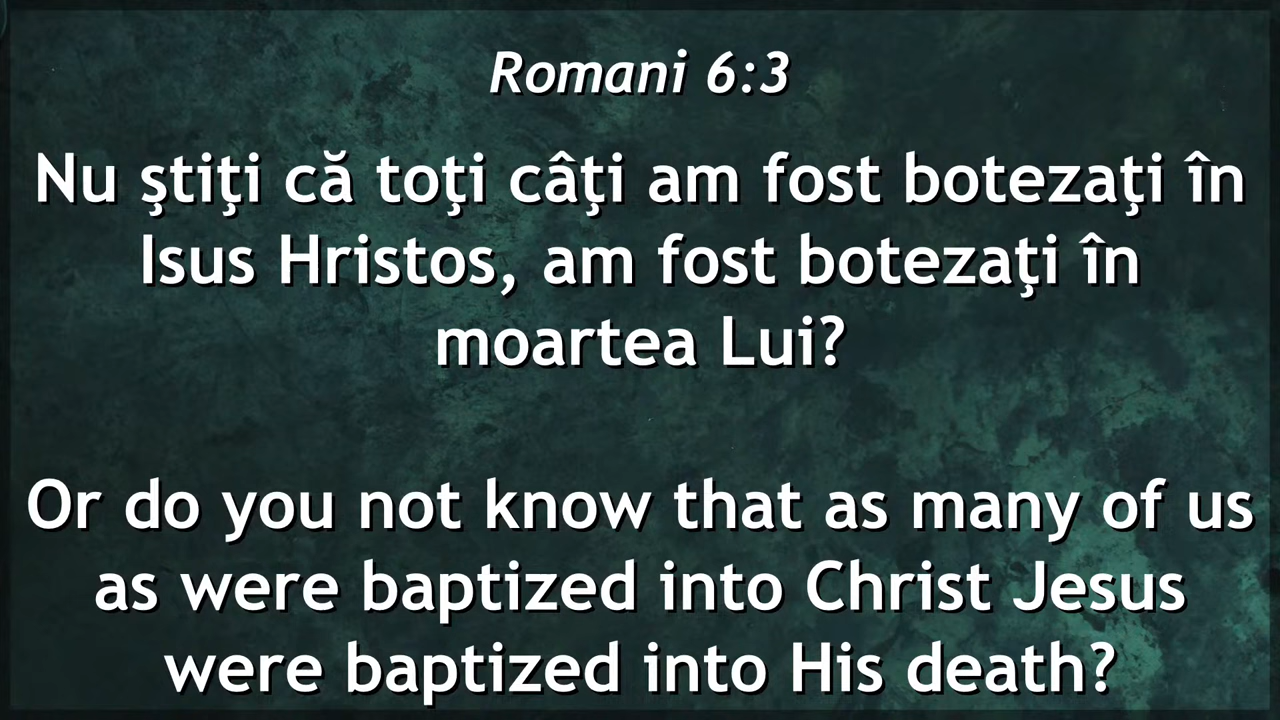 Romani 6:3
Nu ştiţi că toţi câţi am fost botezaţi în
Isus Hristos, am fost botezaţi în
moartea Lui?
Or do you not know that as many of us
as were baptized into Christ Jesus
were baptized into His death?